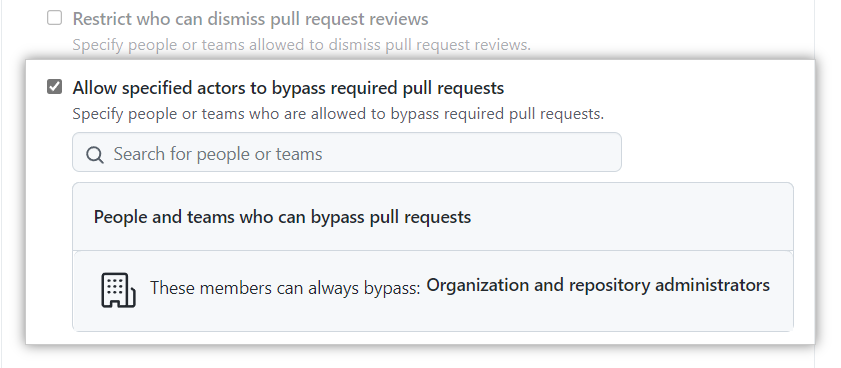 Restrict who can dismiss pull request reviews
Specify people or teams allowed to dismiss pull request reviews.
Allow specified actors to bypass required pull requests
Specify people or teams who are allowed to bypass required pull requests.
Search for people or teams
People and teams who can bypass pull requests
These members can always bypass: Organization and repository administrators